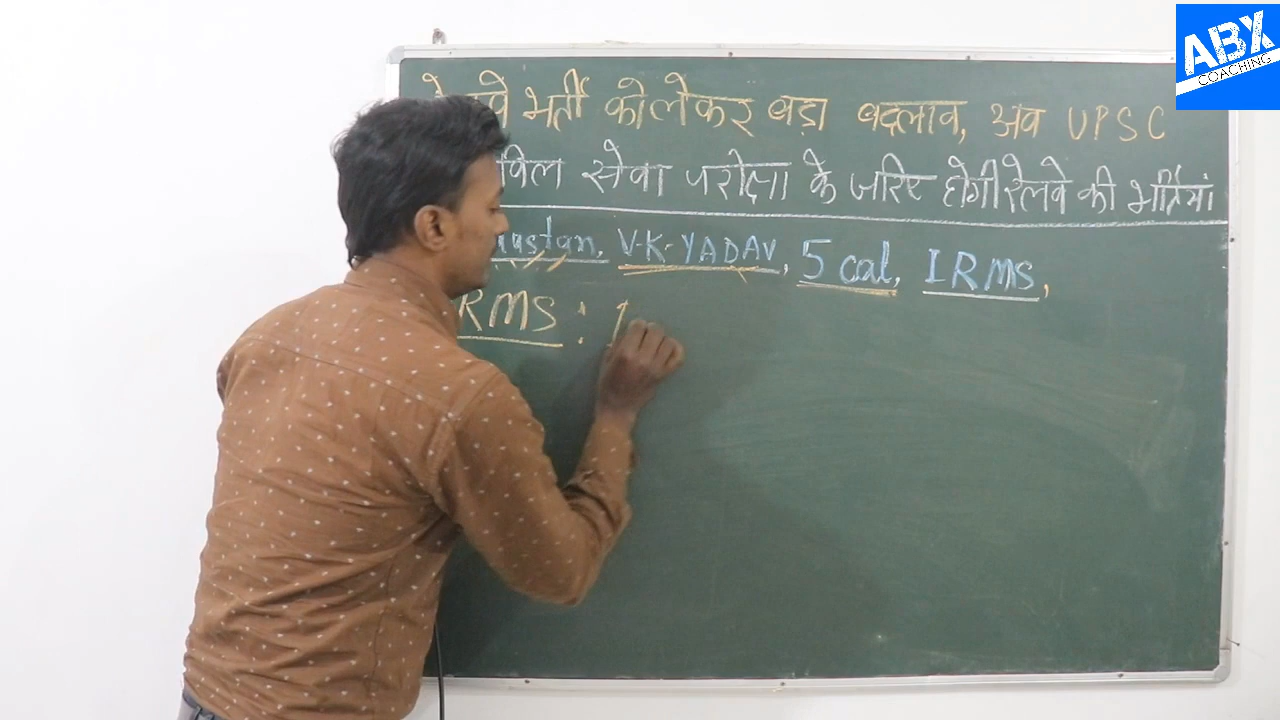 भर्ती को लेकर बड़ा बदलाव, अब UPSC
सेवा परीक्षा के जरिए होगी रेलवे की भर्तियां
V.K. YADAV, 5 cal, IRMS,
RMS : I
ABX
COACHING